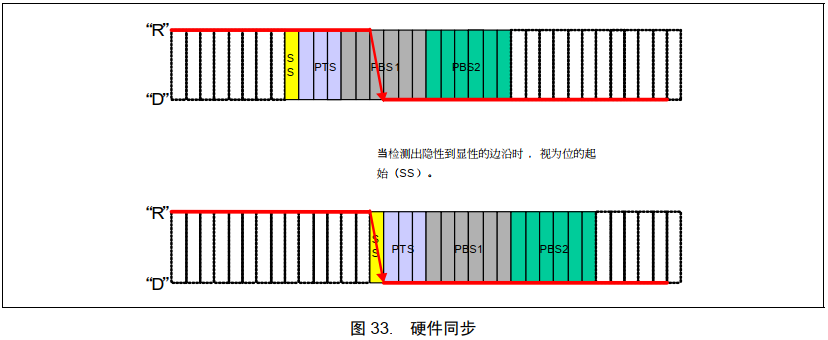 “R”
S
S
PTS
PBS1
PBS2
“D”
当检测出隐性到显性的边沿时，视为位的起
始（SS）。
“R”
S
S
PTS
PBS1
PBS2
“D”
图 33. 硬件同步